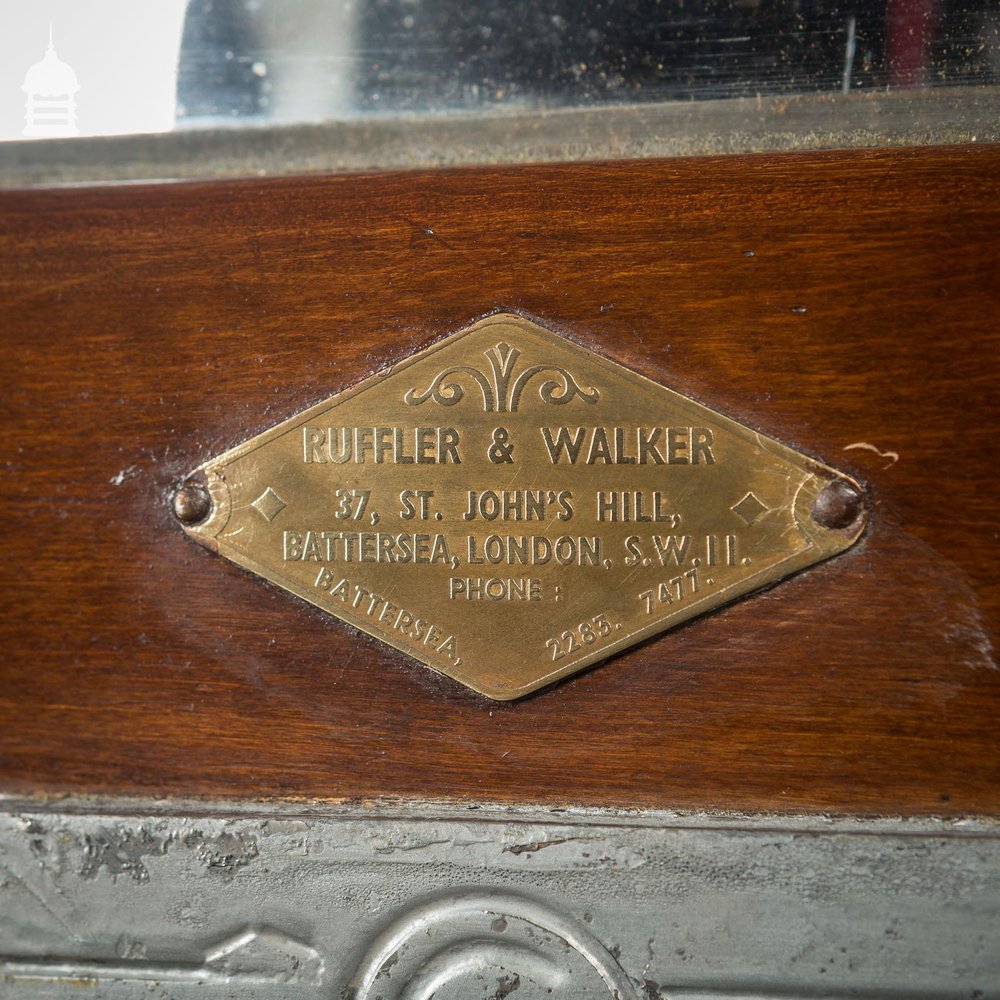 RUFFLER & WALKER
37, ST. JOHN'S HILL,
BATTERSEA, LONDON, S.W.11.
PHONE :
BATTERSEA, 2283. 7477.